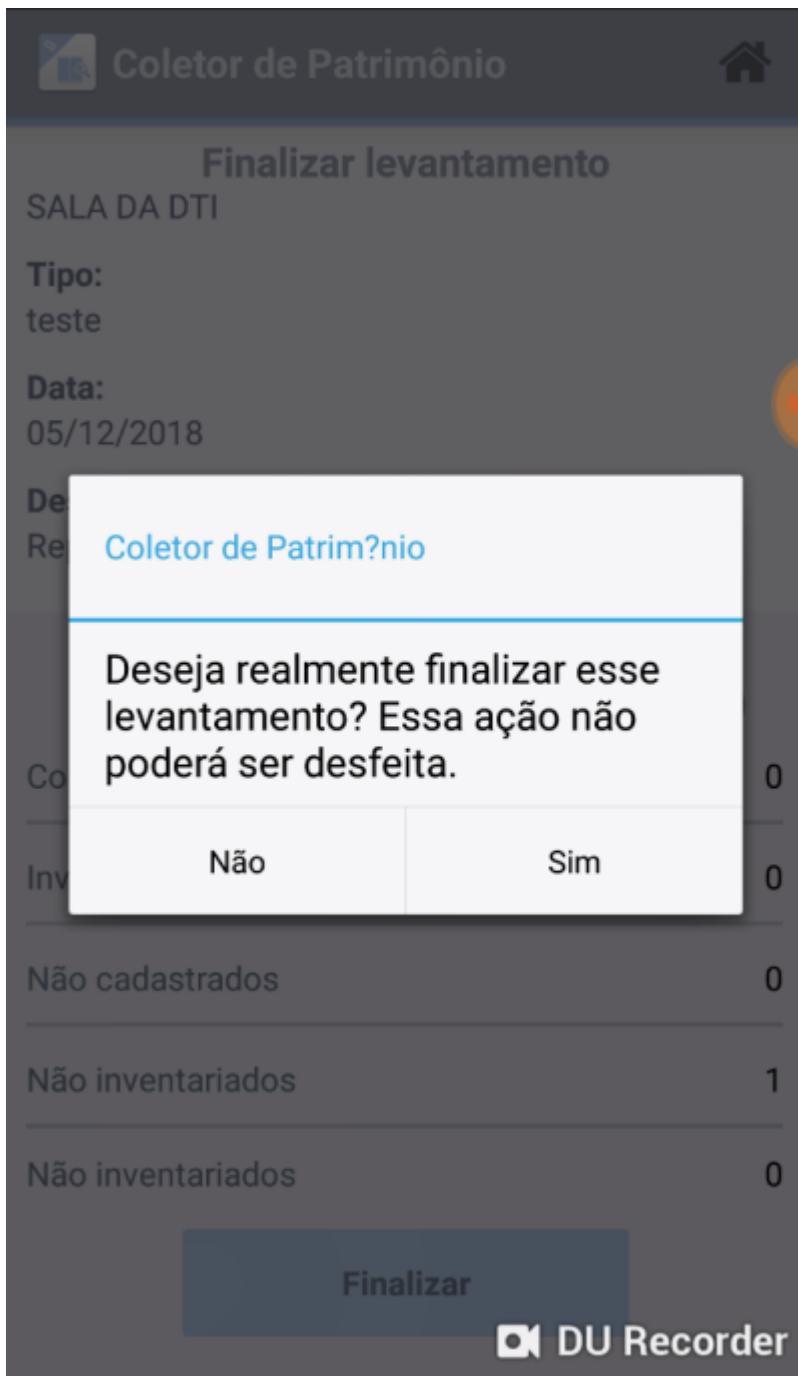 Coletor de Patrimônio
Finalizar levantamento
SALA DA DTI
Tipo:
teste
Data:
05/12/2018
Coletor de Patrim?nio
Deseja realmente finalizar esse
levantamento? Essa ação não
poderá ser desfeita.
0
Não Sim
0
Não cadastrados 0
Não inventariados 1
Não inventariados 0
Finalizar
DU Recorder